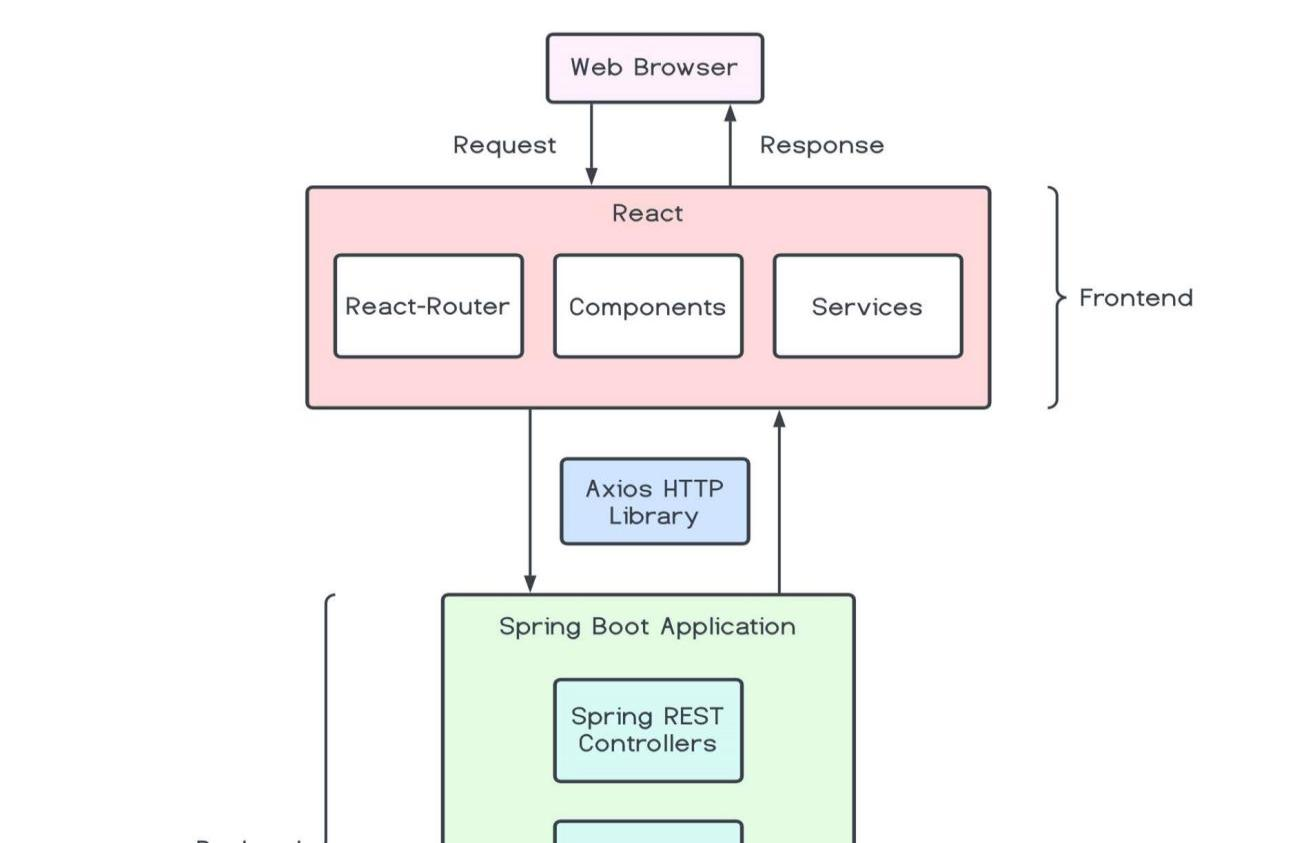 Web Browser
Request
Response
React
React-Router
Components
Services
Frontend
Axios HTTP
Library
Spring Boot Application
Spring REST
Controllers